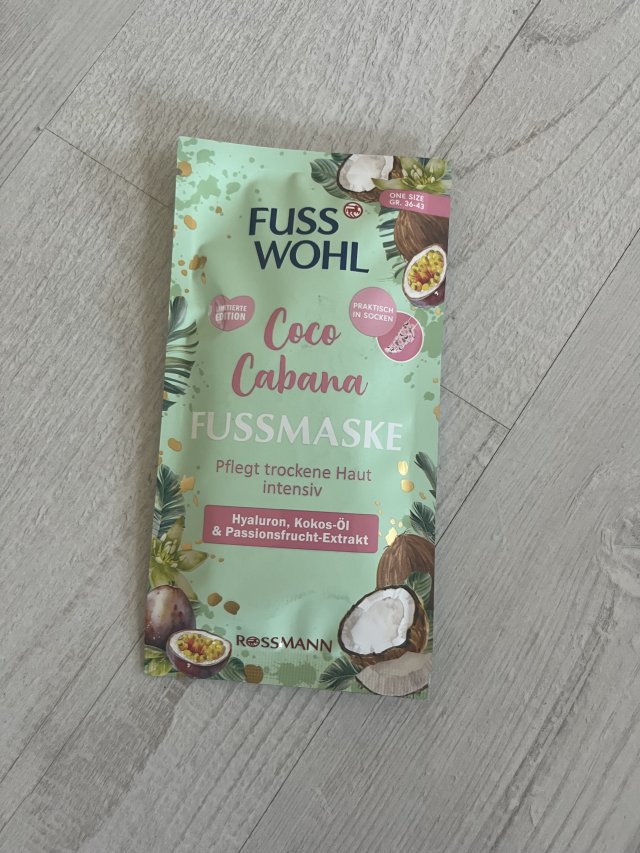 ONE SIZE
GR. 36-43
FUSS
WOHL
LIMITIERTE
EDITION
PRAKTISCH
IN SOCKEN
Coco
Cabana
FUSSMASKE
Pflegt trockene Haut
intensiv
Hyaluron, Kokos-Öl
& Passionsfrucht-Extrakt
ROSSMANN